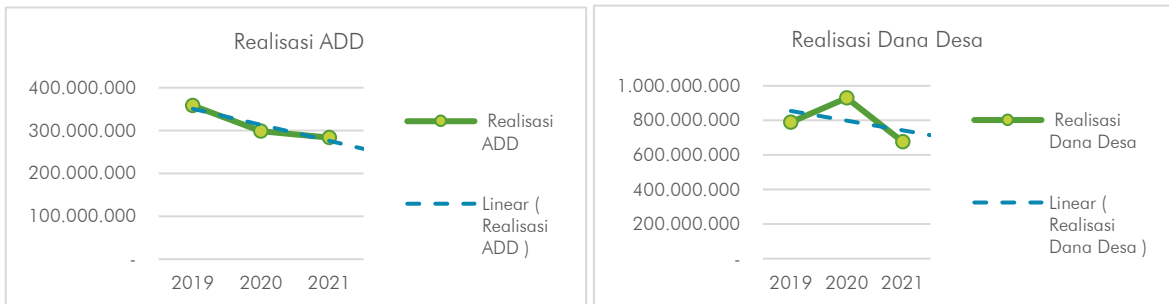 Realisasi ADD
400.000.000
300.000.000
200.000.000
100.000.000
-
2019 2020 2021
Realisasi
ADD
Linear (
Realisasi
ADD )
Realisasi Dana Desa
1.000.000.000
800.000.000
600.000.000
400.000.000
200.000.000
-
2019 2020 2021
Realisasi
Dana Desa
Linear (
Realisasi
Dana Desa )